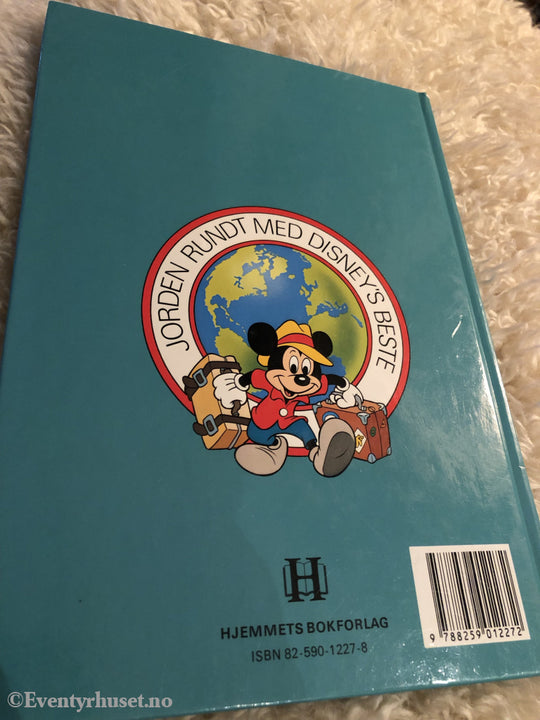 JORDEN RUNDT MED DISNEY'S BESTE
H
HJEMMETS BOKFORLAG
ISBN 82-590-1227-8
9 788259 012272
©Eventyrhuset.no